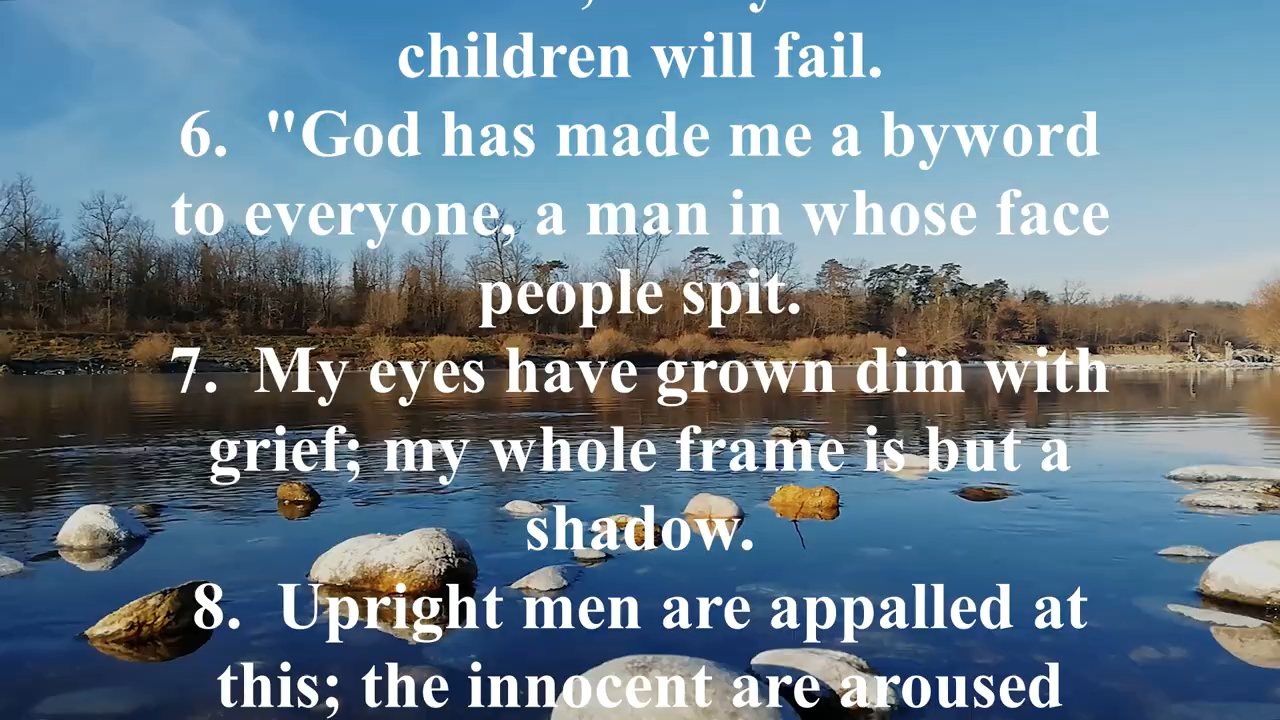 children will fail.
6. "God has made me a byword
to everyone, a man in whose face
people spit.
7. My eyes have grown dim with
grief; my whole frame is but a
shadow.
8. Upright men are appalled at
this; the innocent are aroused